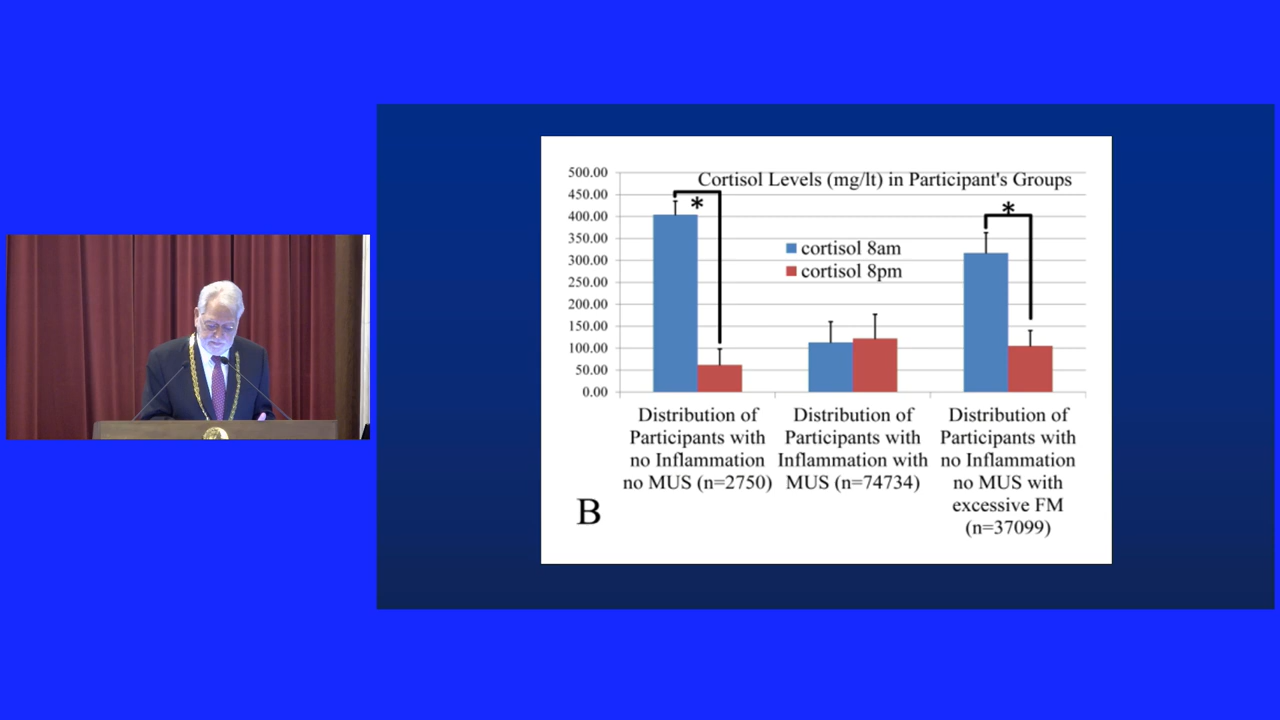 Cortisol Levels (mg/lt) in Participant's Groups
500.00
450.00
400.00
350.00
300.00
250.00
200.00
150.00
100.00
50.00
0.00
*
*
cortisol 8am
cortisol 8pm
Distribution of
Participants with
no Inflammation
no MUS (n=2750)
Distribution of
Participants with
Inflammation with
MUS (n=74734)
Distribution of
Participants with
no Inflammation
no MUS with
excessive FM
(n=37099)
B